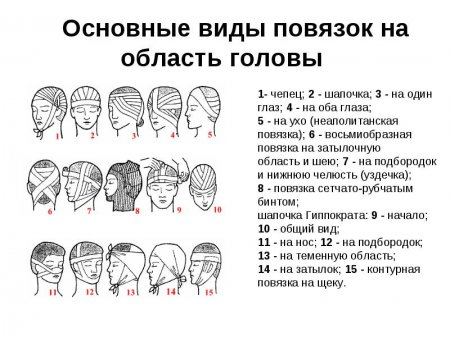 Основные виды повязок на
область головы
1- чепец; 2 - шапочка; 3 - на один
глаз; 4 - на оба глаза;
5 - на ухо (неаполитанская
повязка); 6 - восьмиобразная
повязка на затылочную
область и шею; 7 - на подбородок
и нижнюю челюсть (уздечка);
8 - повязка сетчато-рубчатым
бинтом;
шапочка Гиппократа: 9 - начало;
10 - общий вид;
11 - на нос; 12 - на подбородок;
13 - на теменную область;
14 - на затылок; 15 - контурная
повязка на щеку.
1 2 3 4 5
6 7 8 9 10
11 12 13 14 15